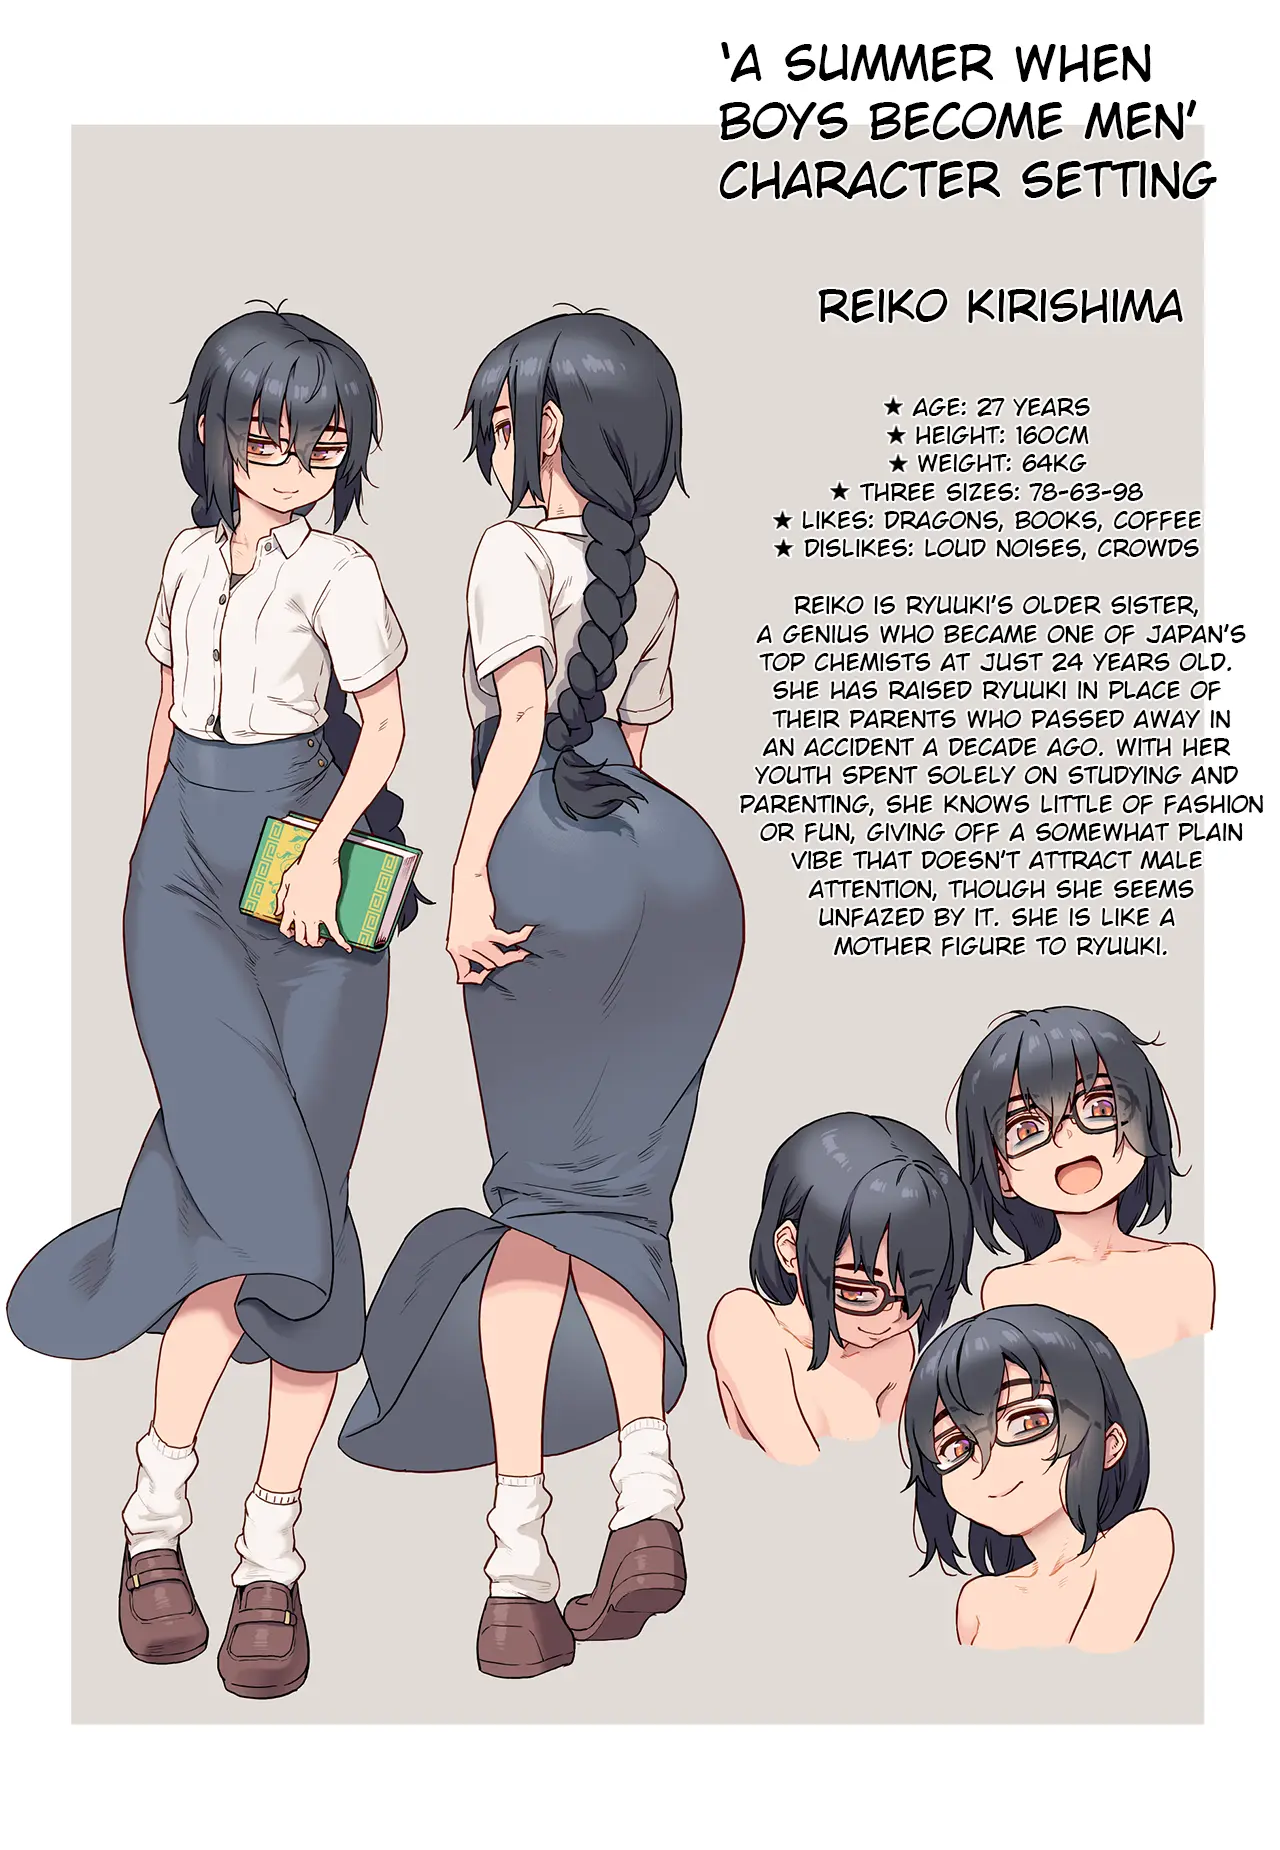 'A SUMMER WHEN
BOYS BECOME MEN'
CHARACTER SETTING
REIKO KIRISHIMA
★ AGE: 27 YEARS
★ HEIGHT: 160CM
★ WEIGHT: 64KG
★ THREE SIZES: 78-63-98
★ LIKES: DRAGONS, BOOKS, COFFEE
★ DISLIKES: LOUD NOISES, CROWDS
REIKO IS RYUUKI'S OLDER SISTER,
A GENIUS WHO BECAME ONE OF JAPAN'S
TOP CHEMISTS AT JUST 24 YEARS OLD.
SHE HAS RAISED RYUUKI IN PLACE OF
THEIR PARENTS WHO PASSED AWAY IN
AN ACCIDENT A DECADE AGO. WITH HER
YOUTH SPENT SOLELY ON STUDYING AND
PARENTING, SHE KNOWS LITTLE OF FASHION
OR FUN, GIVING OFF A SOMEWHAT PLAIN
VIBE THAT DOESN'T ATTRACT MALE
ATTENTION, THOUGH SHE SEEMS
UNFAZED BY IT. SHE IS LIKE A
MOTHER FIGURE TO RYUUKI.